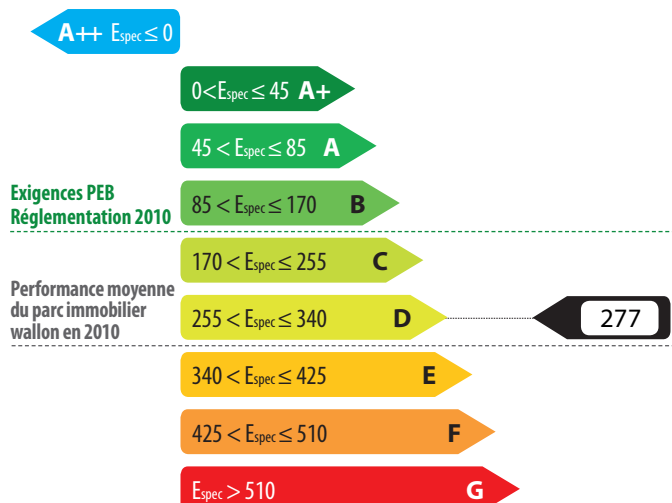 A++ Espec ≤ 0
0<Espec ≤ 45 A+
45 < Espec ≤ 85 A
Exigences PEB
Réglementation 2010
85 < Espec ≤ 170 B
170 < Espec ≤ 255 C
Performance moyenne
du parc immobilier
wallon en 2010
255 < Espec ≤ 340 D
277
340 < Espec ≤ 425 E
425 < Espec ≤ 510 F
Espec > 510 G